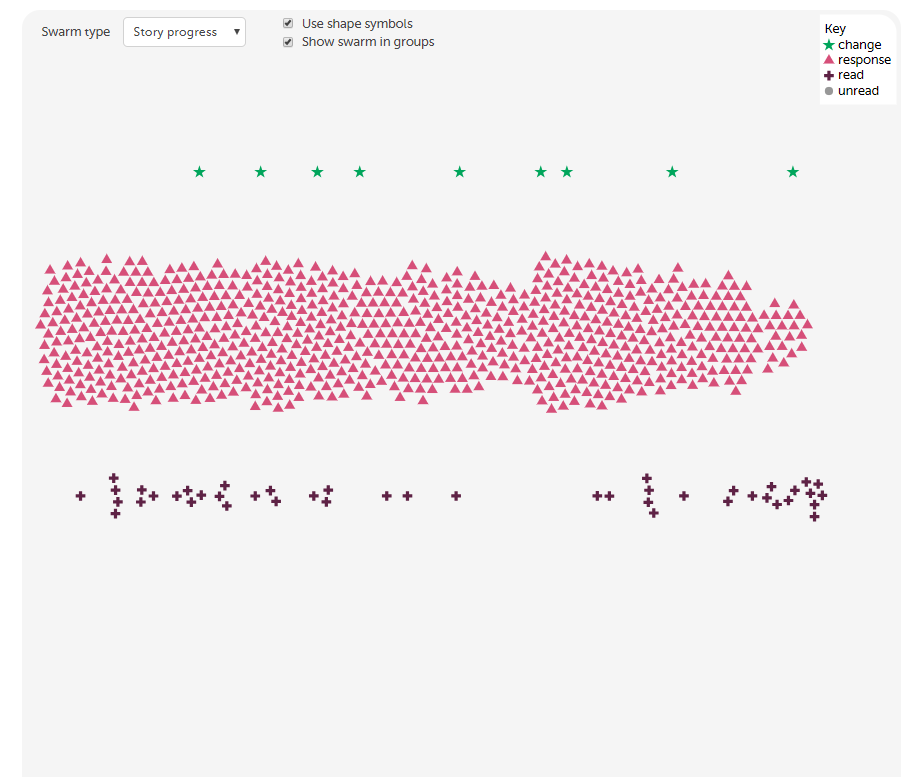 Swarm type
Story progress
Use shape symbols
Show swarm in groups
Key
change
response
read
unread